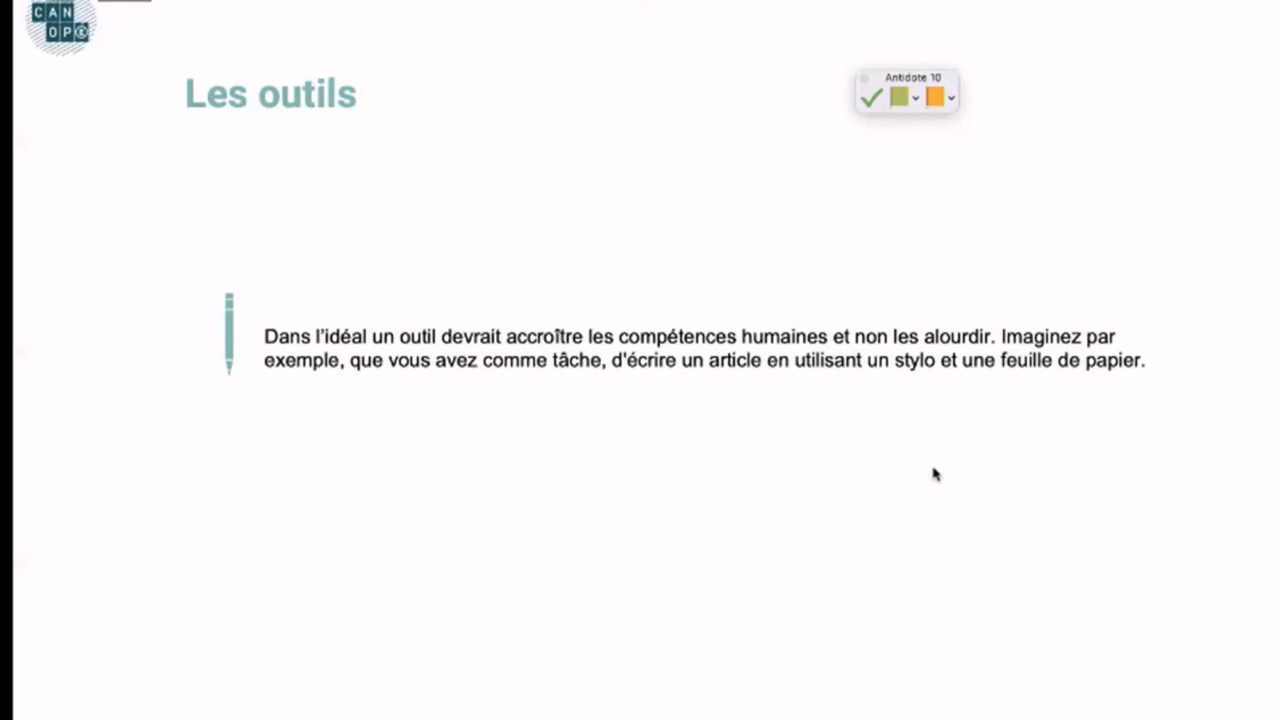 CAN
OPé
Les outils
Antidote 10
Dans l'idéal un outil devrait accroître les compétences humaines et non les alourdir. Imaginez par
exemple, que vous avez comme tâche, d'écrire un article en utilisant un stylo et une feuille de papier.